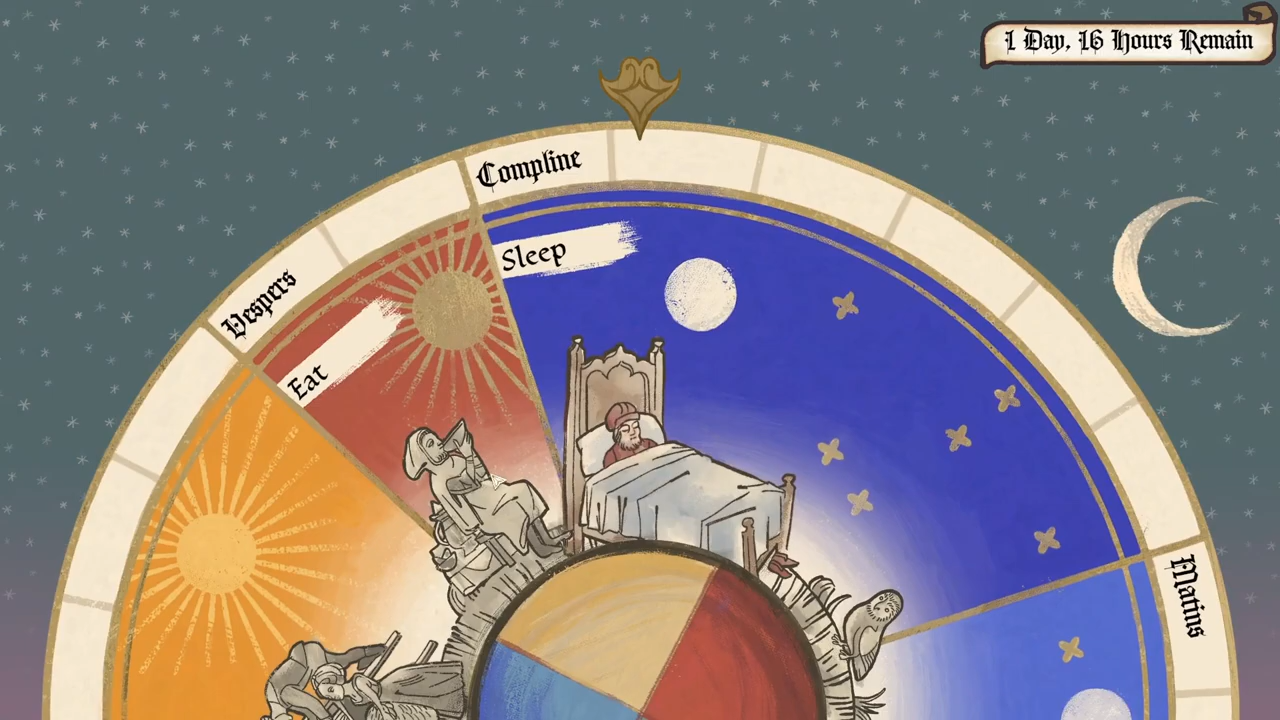 1 Day, 16 Hours Remain
Compline
Vespers
Sleep
Eat
Matins